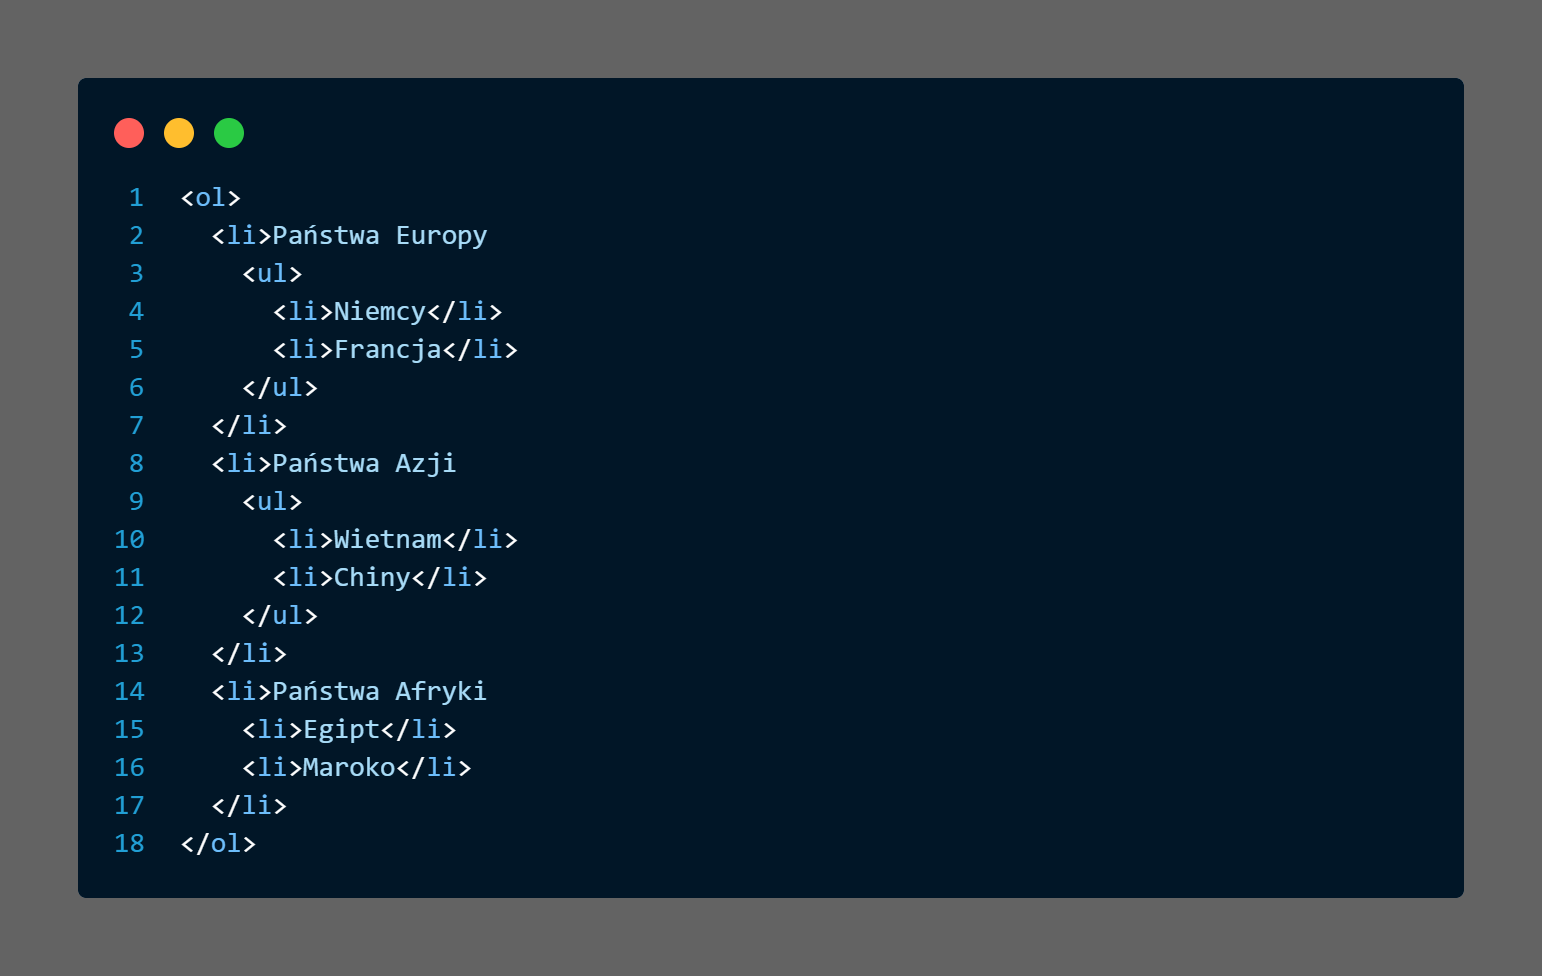 1 <ol>
2 <li>Państwa Europy
3 <ul>
4 <li>Niemcy</li>
5 <li>Francja</li>
6 </ul>
7 </li>
8 <li>Państwa Azji
9 <ul>
10 <li>Wietnam</li>
11 <li>Chiny</li>
12 </ul>
13 </li>
14 <li>Państwa Afryki
15 <li>Egipt</li>
16 <li>Maroko</li>
17 </li>
18 </ol>